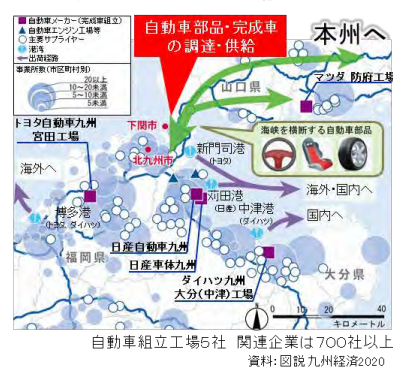 自動車部品・完成車
の調達・供給
本州へ
■自動車メーカー(完成車組立)
▲自動車エンジン工場等
○主要サプライヤー
港湾
←出荷経路
事業所数(市区町村別)
20以上
10～20未満
5～10未満
5未満
山口県
マツダ 防府工場
トヨタ自動車九州
宮田工場
下関市
北九州市
海峡を横断する自動車部品
新門司港
(トヨタ)
海外へ
海外・国内へ
苅田港
(日産)
中津港
(ダイハツ)
国内へ
博多港
(トヨタ、ダイハツ)
日産自動車九州
日産車体九州
福岡県
ダイハツ九州
大分(中津)工場
大分県
0 10 20 40
キロメートル
自動車組立工場5社 関連企業は700社以上
資料:図説九州経済2020